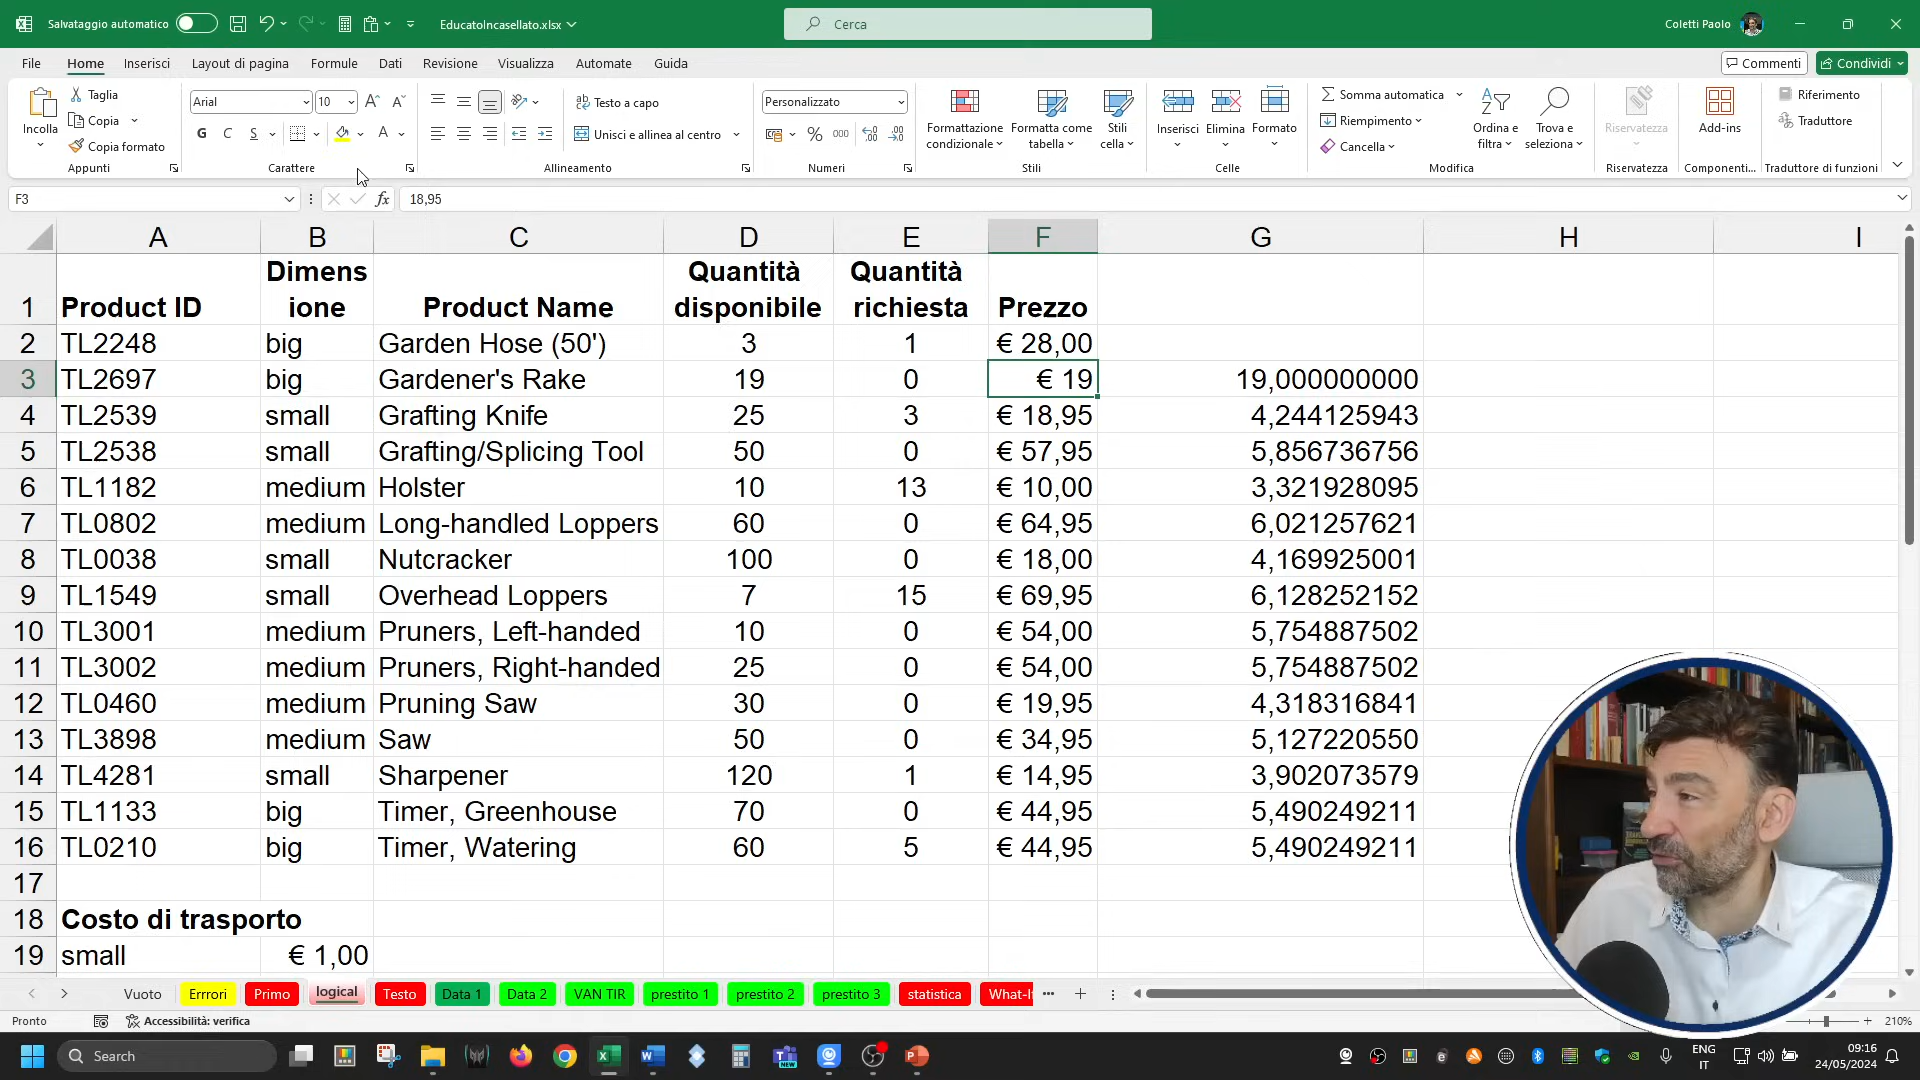 Salvataggio automatico
EducatoIncasellato.xlsx
Cerca
Coletti Paolo
File Home Inserisci Layout di pagina Formule Dati Revisione Visualizza Automate Guida
Commenti Condividi
Incolla
Taglia
Copia
Copia formato
Appunti
Arial 10
G C S
Carattere
Testo a capo
Unisci e allinea al centro
Allineamento
Personalizzato
% 000
Numeri
Formattazione condizionale
Formatta come tabella
Stili cella
Stili
Inserisci Elimina Formato
Celle
Somma automatica
Riempimento
Cancella
Ordina e filtri
Trova e seleziona
Modifica
Riservatezza
Riservatezza
Add-ins
Componenti...
Riferimento
Traduttore
Traduttore di funzioni
F3 fx 18,95
A B C D E F G H I
1 Product ID Dimensione Product Name Quantità disponibile Quantità richiesta Prezzo
2 TL2248 big Garden Hose (50') 3 1 € 28,00
3 TL2697 big Gardener's Rake 19 0 € 19 19,000000000
4 TL2539 small Grafting Knife 25 3 € 18,95 4,244125943
5 TL2538 small Grafting/Splicing Tool 50 0 € 57,95 5,856736756
6 TL1182 medium Holster 10 13 € 10,00 3,321928095
7 TL0802 medium Long-handled Loppers 60 0 € 64,95 6,021257621
8 TL0038 small Nutcracker 100 0 € 18,00 4,169925001
9 TL1549 small Overhead Loppers 7 15 € 69,95 6,128252152
10 TL3001 medium Pruners, Left-handed 10 0 € 54,00 5,754887502
11 TL3002 medium Pruners, Right-handed 25 0 € 54,00 5,754887502
12 TL0460 medium Pruning Saw 30 0 € 19,95 4,318316841
13 TL3898 medium Saw 50 0 € 34,95 5,127220550
14 TL4281 small Sharpener 120 1 € 14,95 3,902073579
15 TL1133 big Timer, Greenhouse 70 0 € 44,95 5,490249211
16 TL0210 big Timer, Watering 60 5 € 44,95 5,490249211
17
18 Costo di trasporto
19 small € 1,00
Vuoto Errrori Primo logical Testo Data 1 Data 2 VAN TIR prestito 1 prestito 2 prestito 3 statistica What-If
Pronto Accessibilità: verifica 210%
Search
ENG
IT
09:16
24/05/2024